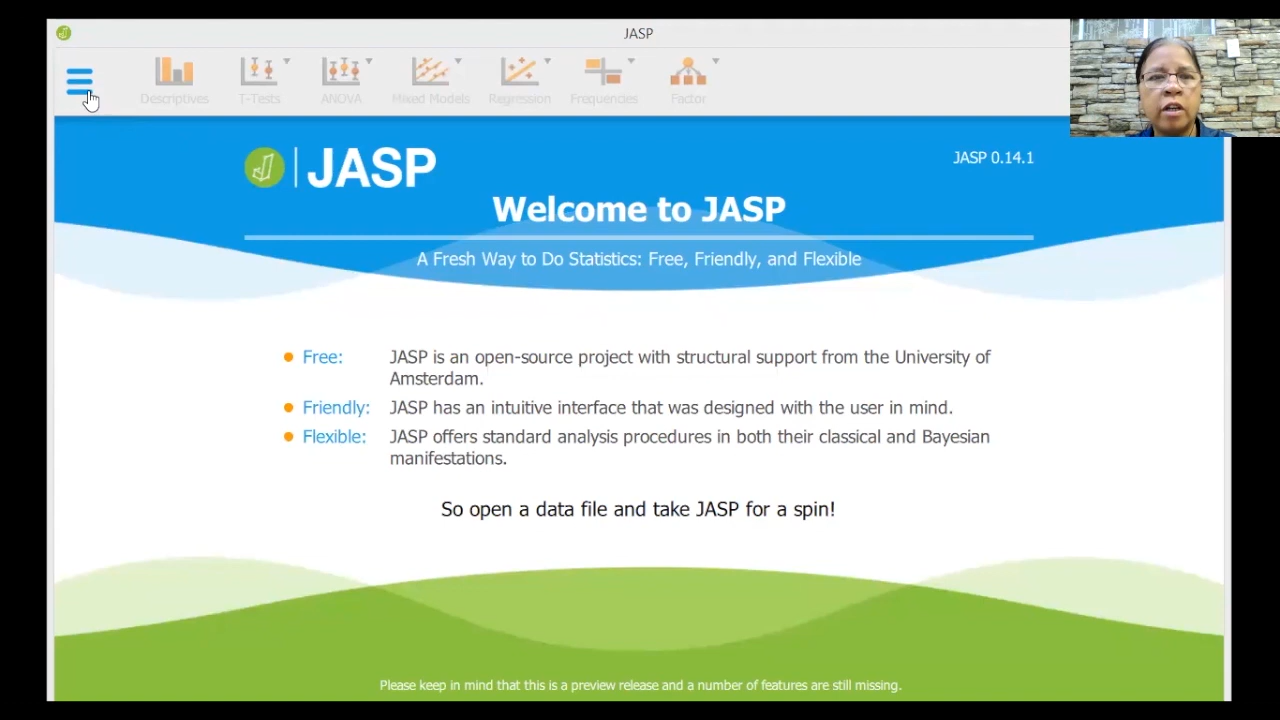 JASP
Descriptives
T-Tests
ANOVA
Mixed Models
Regression
Frequencies
Factor
JASP
JASP 0.14.1
Welcome to JASP
A Fresh Way to Do Statistics: Free, Friendly, and Flexible
Free: JASP is an open-source project with structural support from the University of
Amsterdam.
Friendly: JASP has an intuitive interface that was designed with the user in mind.
Flexible: JASP offers standard analysis procedures in both their classical and Bayesian
manifestations.
So open a data file and take JASP for a spin!
Please keep in mind that this is a preview release and a number of features are still missing.